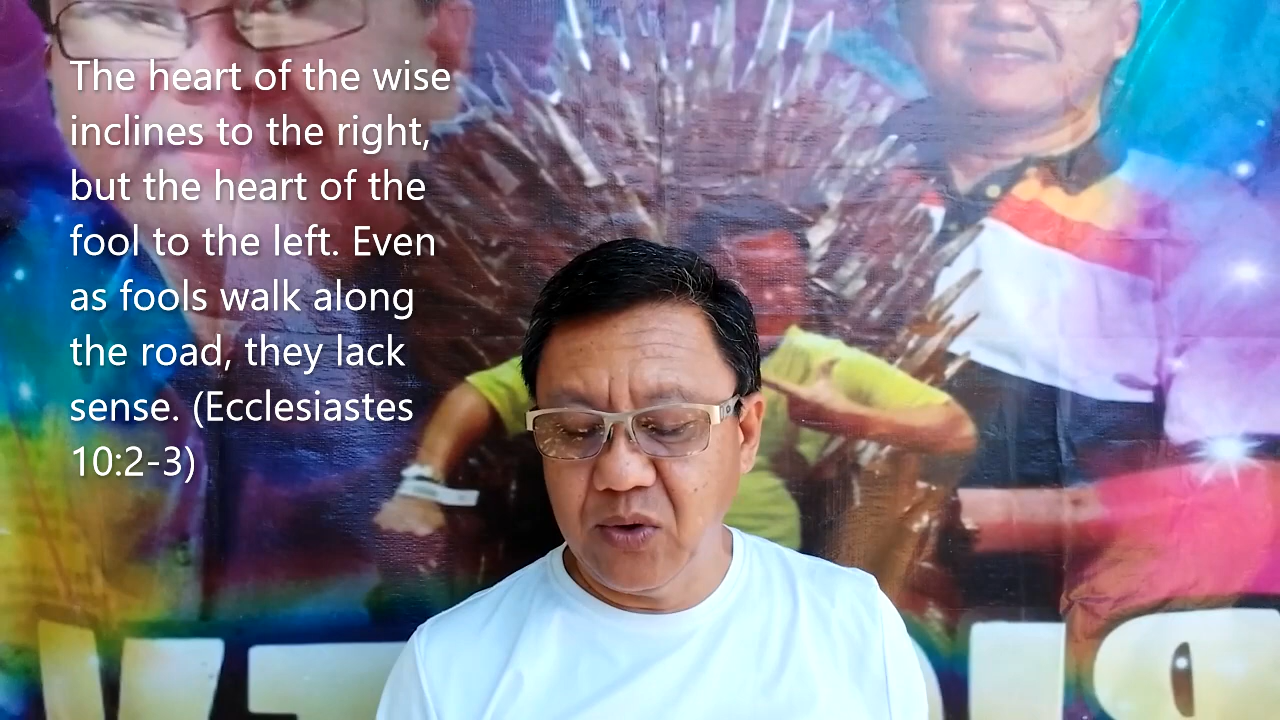 The heart of the wise
inclines to the right,
but the heart of the
fool to the left. Even
as fools walk along
the road, they lack
sense. (Ecclesiastes
10:2-3)